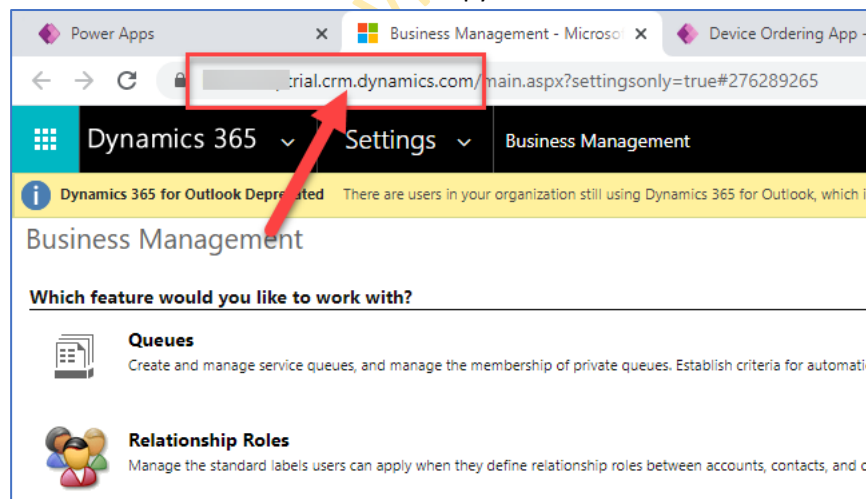 Power Apps
Business Management - Microsof
Device Ordering App -
trial.crm.dynamics.com/main.aspx?settingsonly=true#276289265
Dynamics 365
Settings
Business Management
Dynamics 365 for Outlook Deprecated There are users in your organization still using Dynamics 365 for Outlook, which i
Business Management
Which feature would you like to work with?
Queues
Create and manage service queues, and manage the membership of private queues. Establish criteria for automati
Relationship Roles
Manage the standard labels users can apply when they define relationship roles between accounts, contacts, and